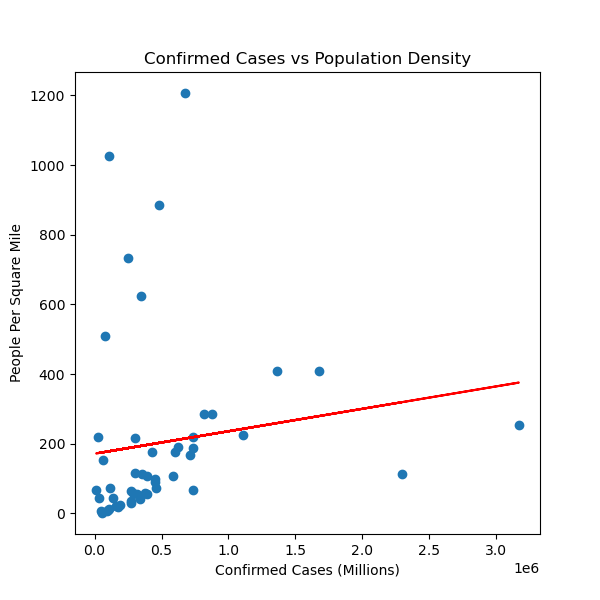 Confirmed Cases vs Population Density
1200
1000
800
600
400
200
0
People Per Square Mile
0.0 0.5 1.0 1.5 2.0 2.5 3.0
1e6
Confirmed Cases (Millions)